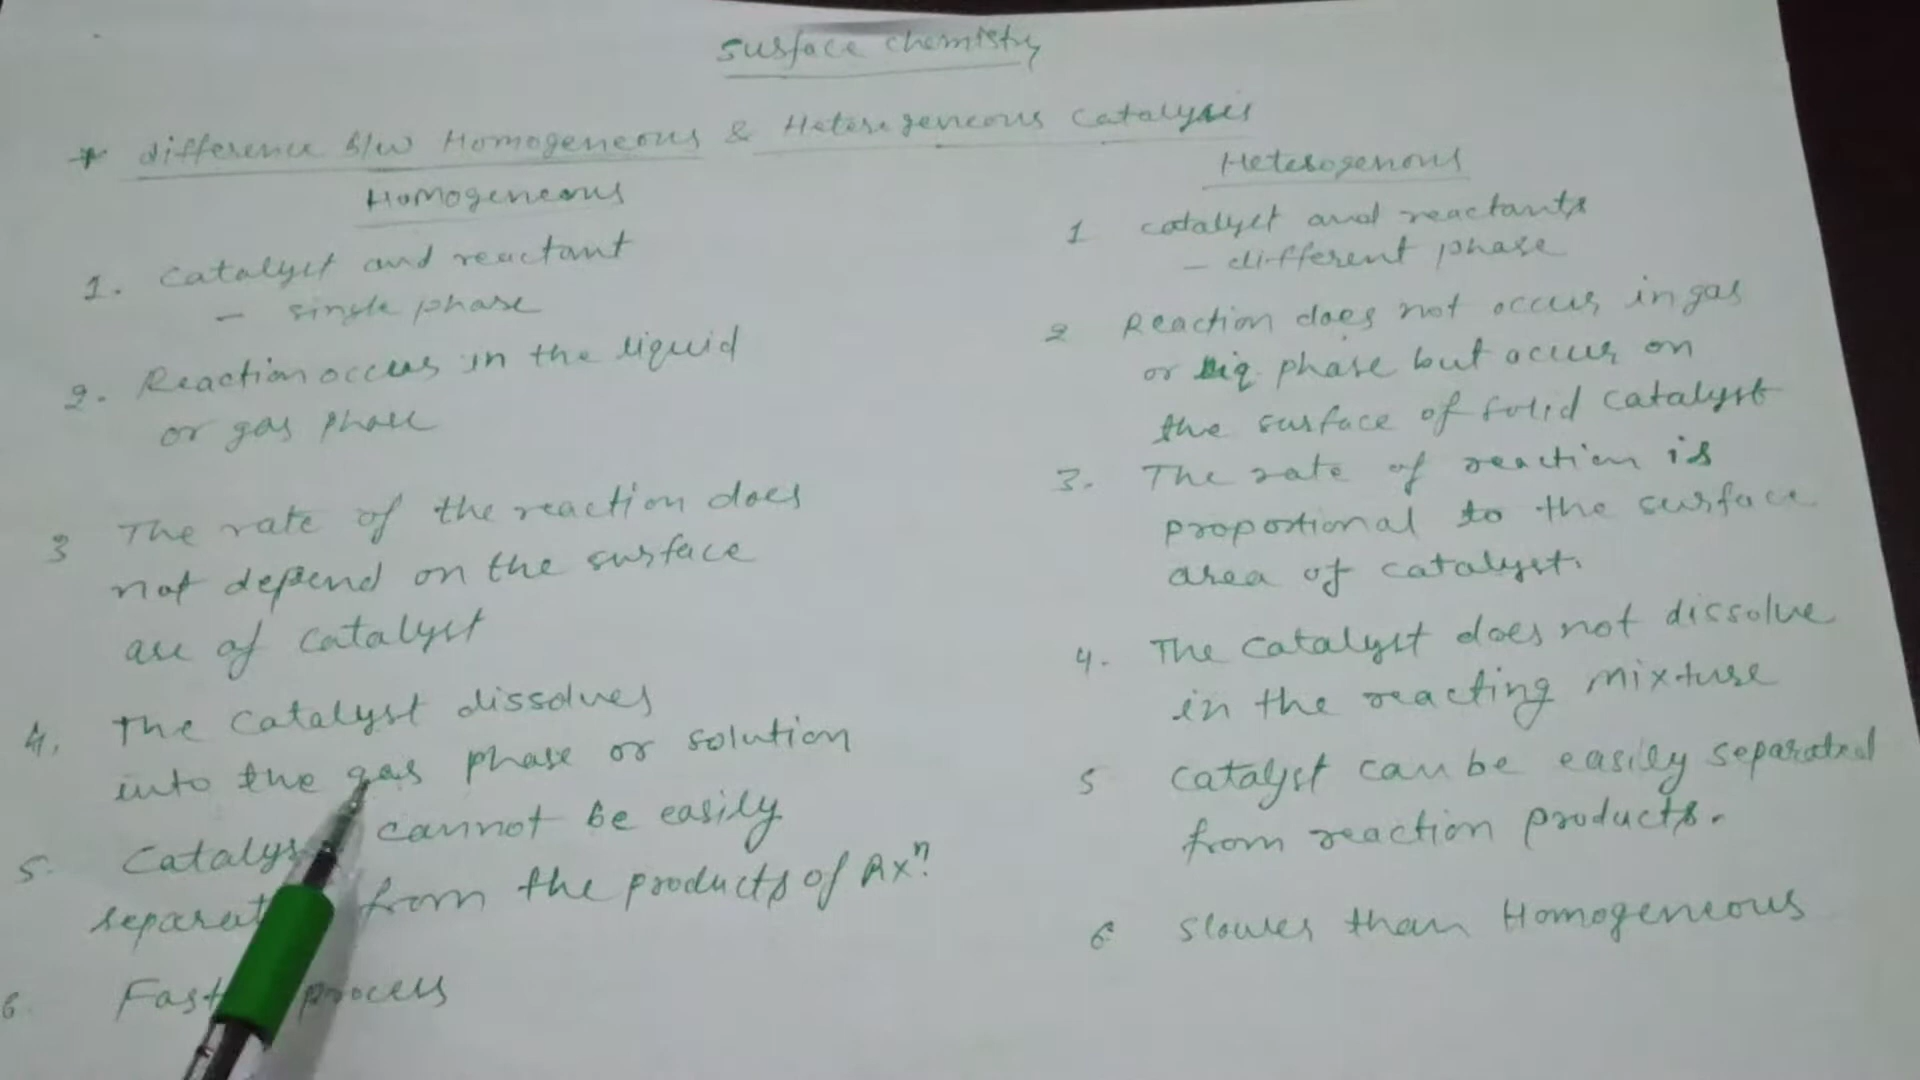 Surface chemistry
* difference b/w Homogeneous & Heterogeneous Catalysis
Homogeneous
1. Catalyst and reactant
- single phase
2. Reaction occurs in the liquid
or gas phase
3 The rate of the reaction does
not depend on the surface
are of catalyst
4. The catalyst dissolves
into the gas phase or solution
5. Catalys cannot be easily
separat from the products of Rxn
6. Fast process
Heterogenous
1 catalyst and reactants
- different phase
2 Reaction does not occur in gas
or liq. phase but occur on
the surface of solid catalyst
3. The rate of reaction is
proportional to the surface
area of catalyst.
4. The catalyst does not dissolve
in the reacting mixture
5 catalyst can be easily separated
from reaction products.
6 slower than Homogeneous